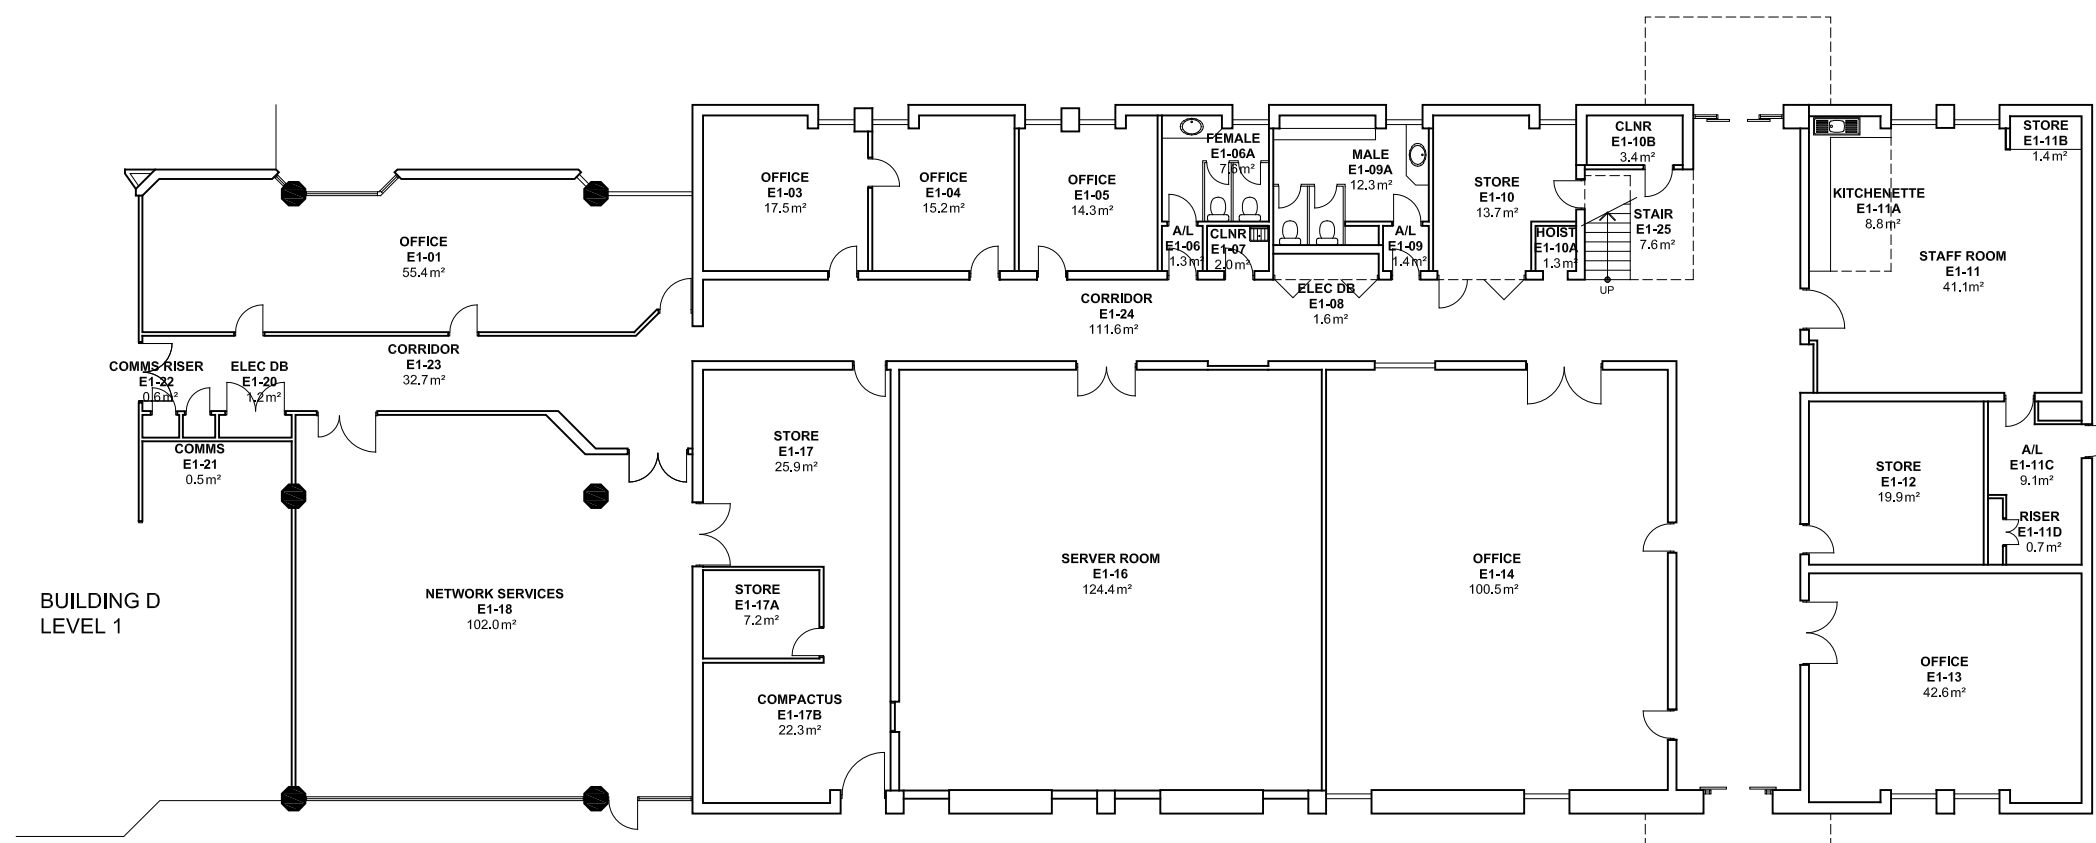 OFFICE
E1-01
55.4m²
OFFICE
E1-03
17.5m²
OFFICE
E1-04
15.2m²
OFFICE
E1-05
14.3m²
FEMALE
E1-06A
7.6m²
A/L
E1-06
1.3m²
CLNR
E1-07
2.0m²
MALE
E1-09A
12.3m²
A/L
E1-09
1.4m²
ELEC DB
E1-08
1.6m²
STORE
E1-10
13.7m²
HOIST
E1-10A
1.3m²
CLNR
E1-10B
3.4m²
STAIR
E1-25
7.6m²
UP
KITCHENETTE
E1-11A
8.8m²
STORE
E1-11B
1.4m²
STAFF ROOM
E1-11
41.1m²
CORRIDOR
E1-24
111.6m²
CORRIDOR
E1-23
32.7m²
COMMS RISER
E1-22
0.6m²
ELEC DB
E1-20
1.2m²
COMMS
E1-21
0.5m²
NETWORK SERVICES
E1-18
102.0m²
STORE
E1-17
25.9m²
STORE
E1-17A
7.2m²
COMPACTUS
E1-17B
22.3m²
SERVER ROOM
E1-16
124.4m²
OFFICE
E1-14
100.5m²
STORE
E1-12
19.9m²
A/L
E1-11C
9.1m²
RISER
E1-11D
0.7m²
OFFICE
E1-13
42.6m²
BUILDING D
LEVEL 1